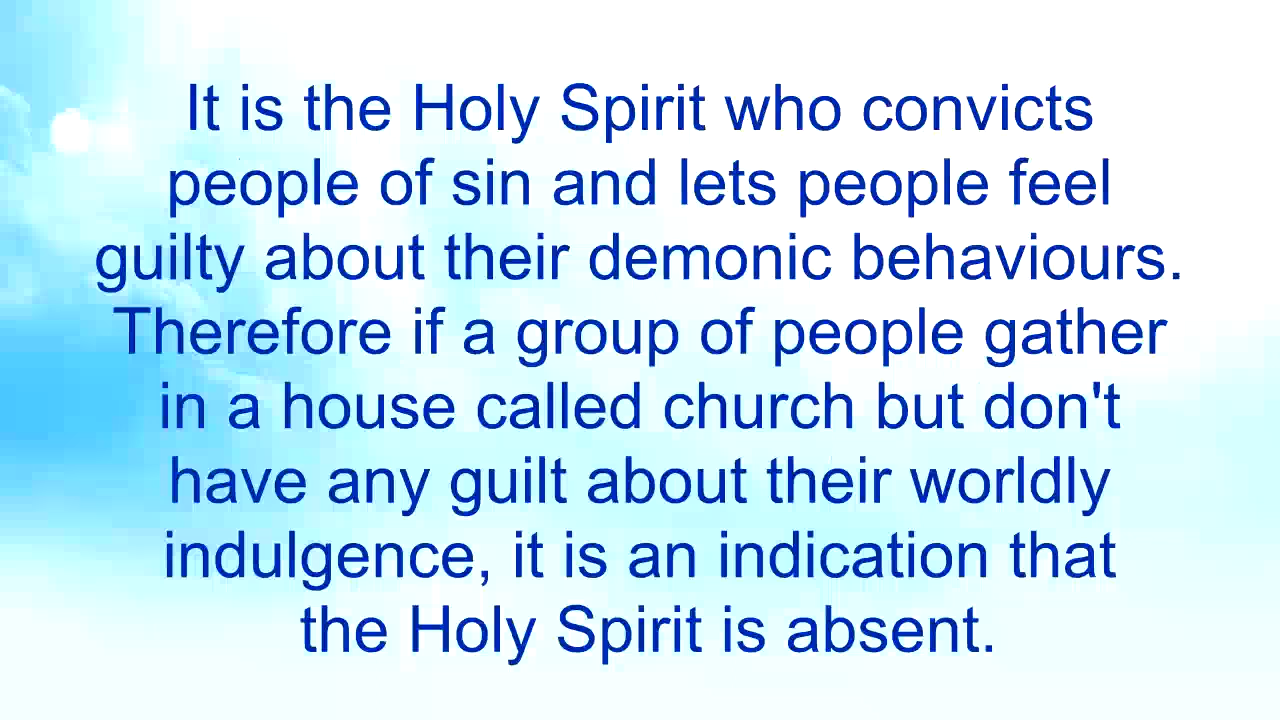 It is the Holy Spirit who convicts
people of sin and lets people feel
guilty about their demonic behaviours.
Therefore if a group of people gather
in a house called church but don't
have any guilt about their worldly
indulgence, it is an indication that
the Holy Spirit is absent.